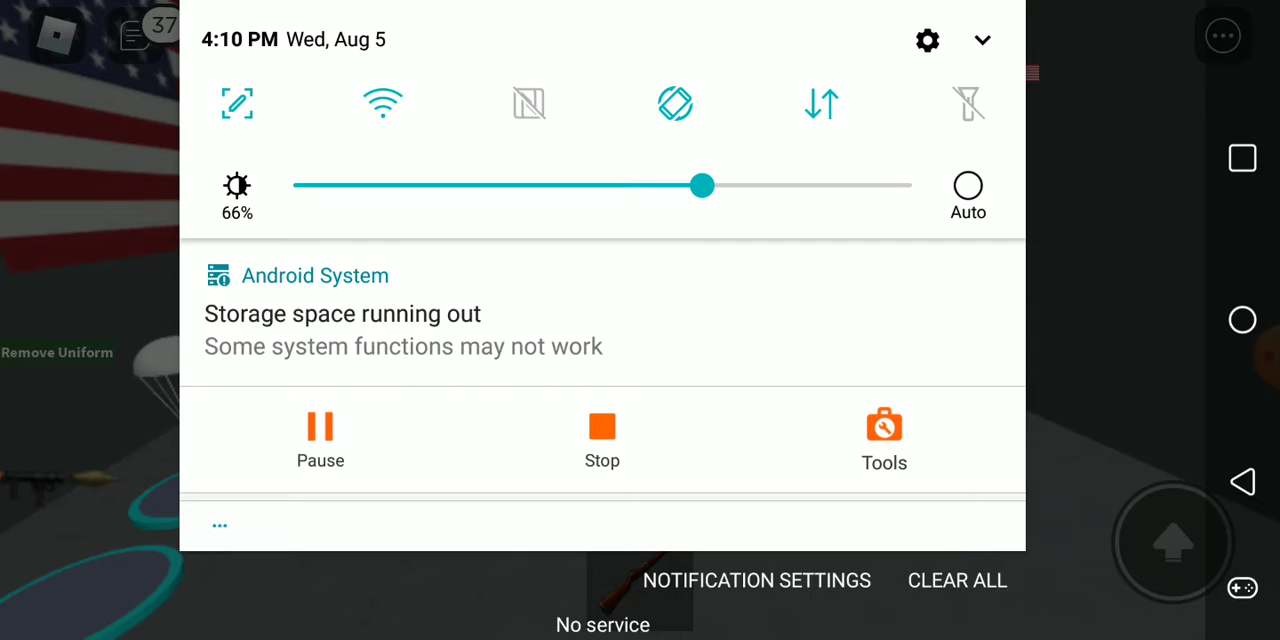 37
4:10 PM Wed, Aug 5
66%
Auto
Android System
Storage space running out
Some system functions may not work
Remove Uniform
Pause
Stop
Tools
...
NOTIFICATION SETTINGS
CLEAR ALL
No service